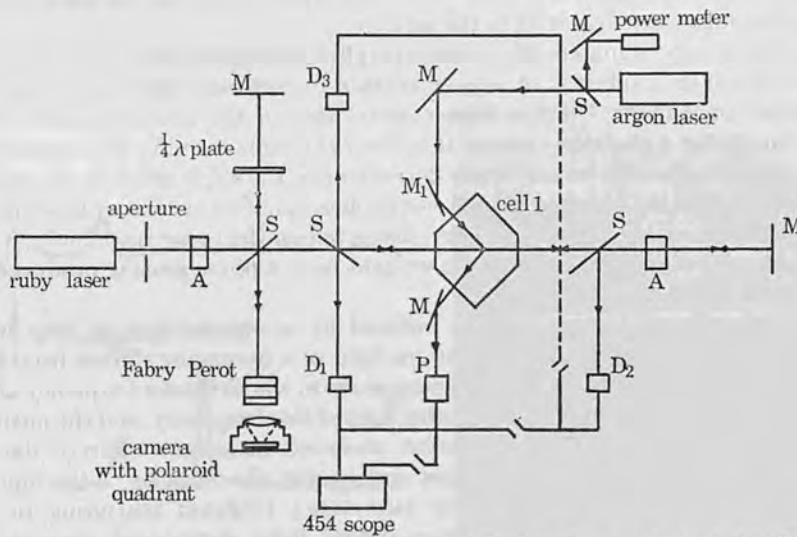 M
power meter
M
D3
M
S
argon laser
1/4 λ plate
M1
cell 1
aperture
S
S
S
M
ruby laser
A
A
M
Fabry Perot
D1
P
D2
camera
with polaroid
quadrant
454 scope